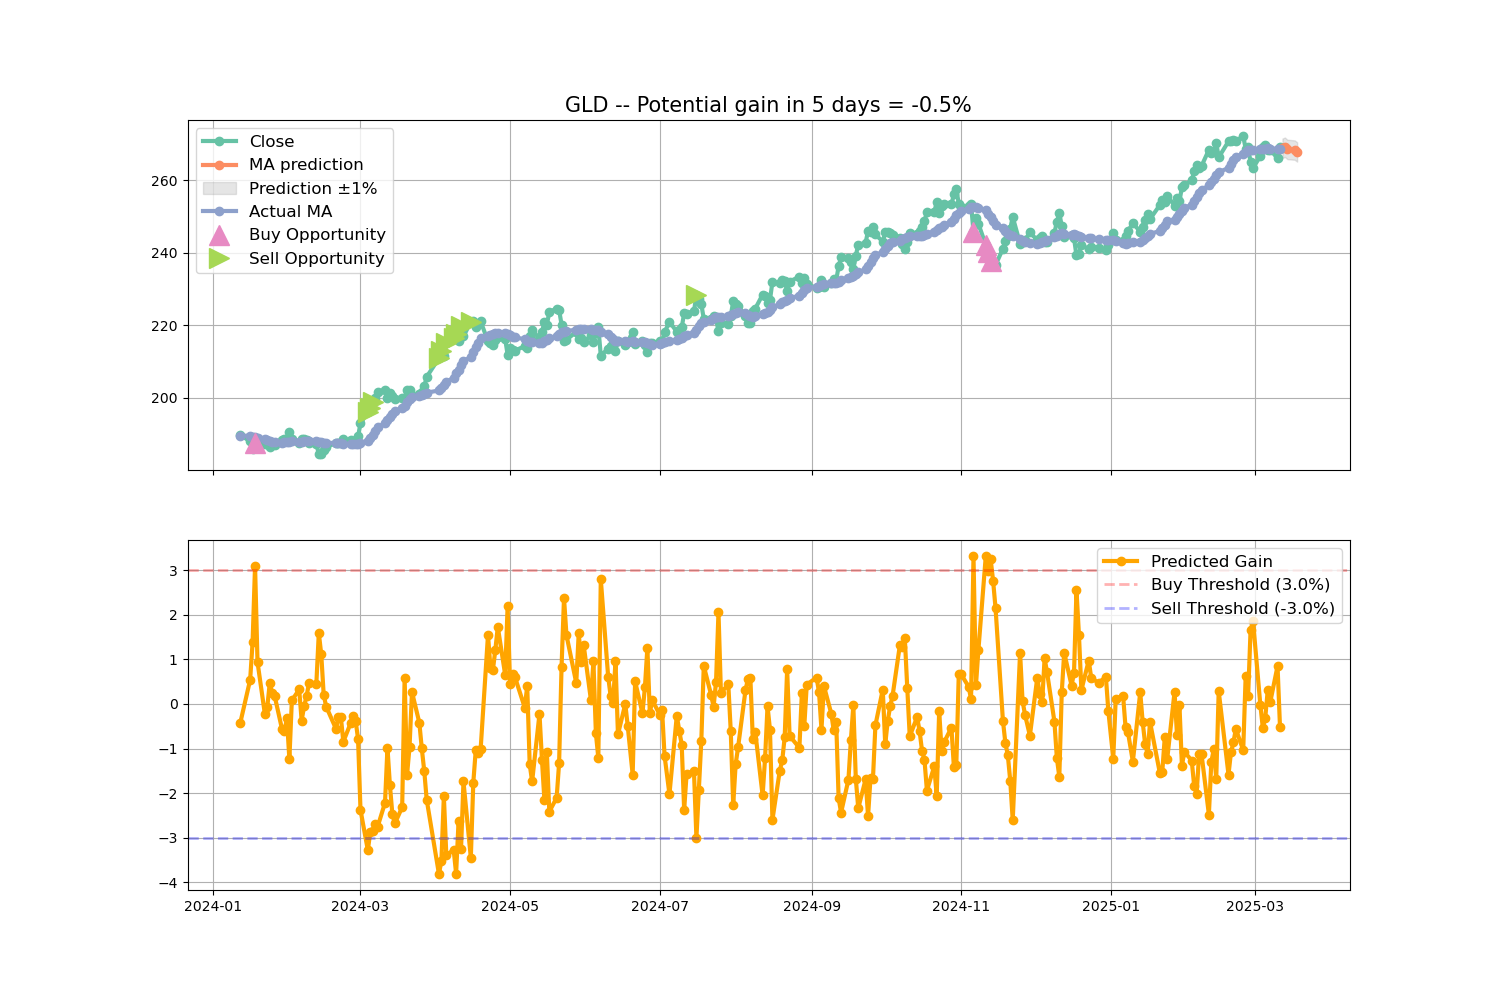 GLD -- Potential gain in 5 days = -0.5%
Close
MA prediction
Prediction ±1%
Actual MA
Buy Opportunity
Sell Opportunity
260
240
220
200
Predicted Gain
Buy Threshold (3.0%)
Sell Threshold (-3.0%)
3
2
1
0
−1
−2
−3
−4
2024-01 2024-03 2024-05 2024-07 2024-09 2024-11 2025-01 2025-03